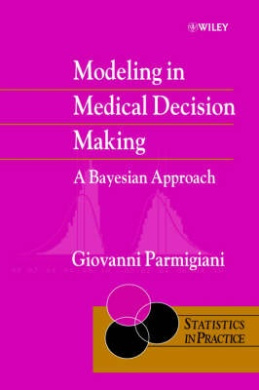 WILEY
Modeling in
Medical Decision
Making
A Bayesian Approach
Giovanni Parmigiani
STATISTICS
IN PRACTICE